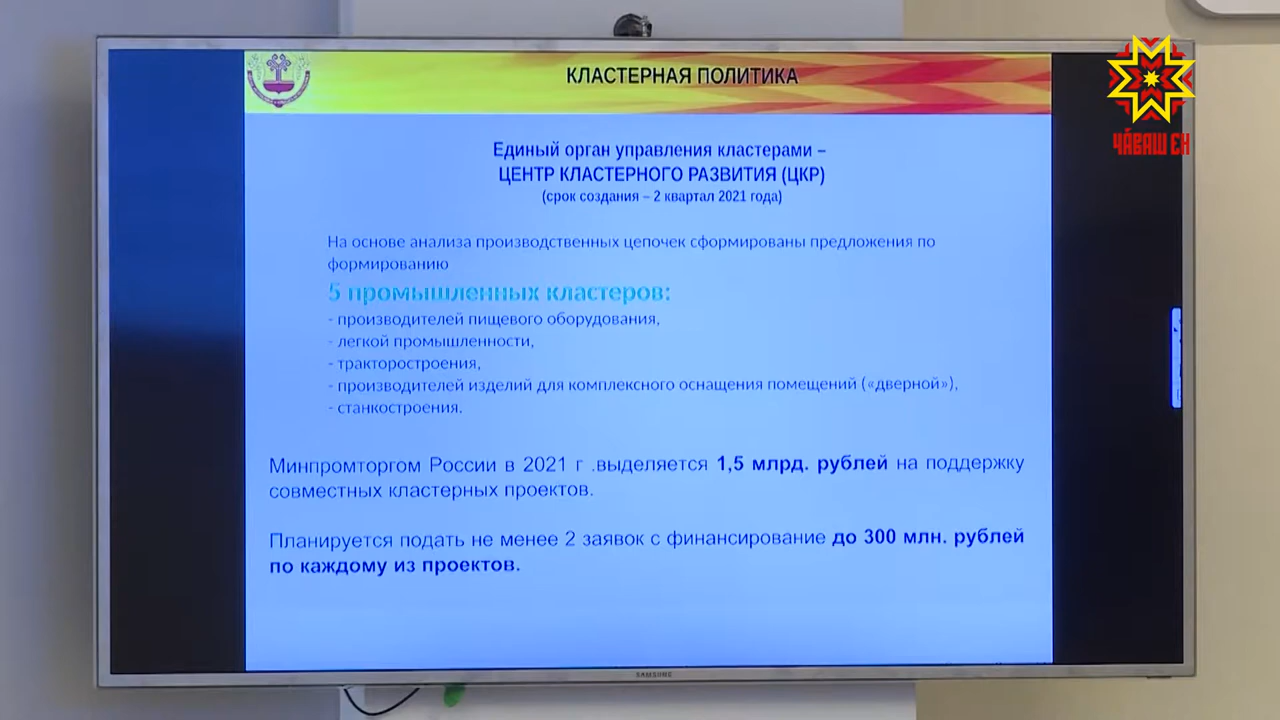 КЛАСТЕРНАЯ ПОЛИТИКА
ЧӐВАШ ЕН
Единый орган управления кластерами –
ЦЕНТР КЛАСТЕРНОГО РАЗВИТИЯ (ЦКР)
(срок создания – 2 квартал 2021 года)
На основе анализа производственных цепочек сформированы предложения по
формированию
5 промышленных кластеров:
- производителей пищевого оборудования,
- легкой промышленности,
- тракторостроения,
- производителей изделий для комплексного оснащения помещений («дверной»),
- станкостроения.
Минпромторгом России в 2021 г .выделяется 1,5 млрд. рублей на поддержку
совместных кластерных проектов.
Планируется подать не менее 2 заявок с финансирование до 300 млн. рублей
по каждому из проектов.
SAMSUNG